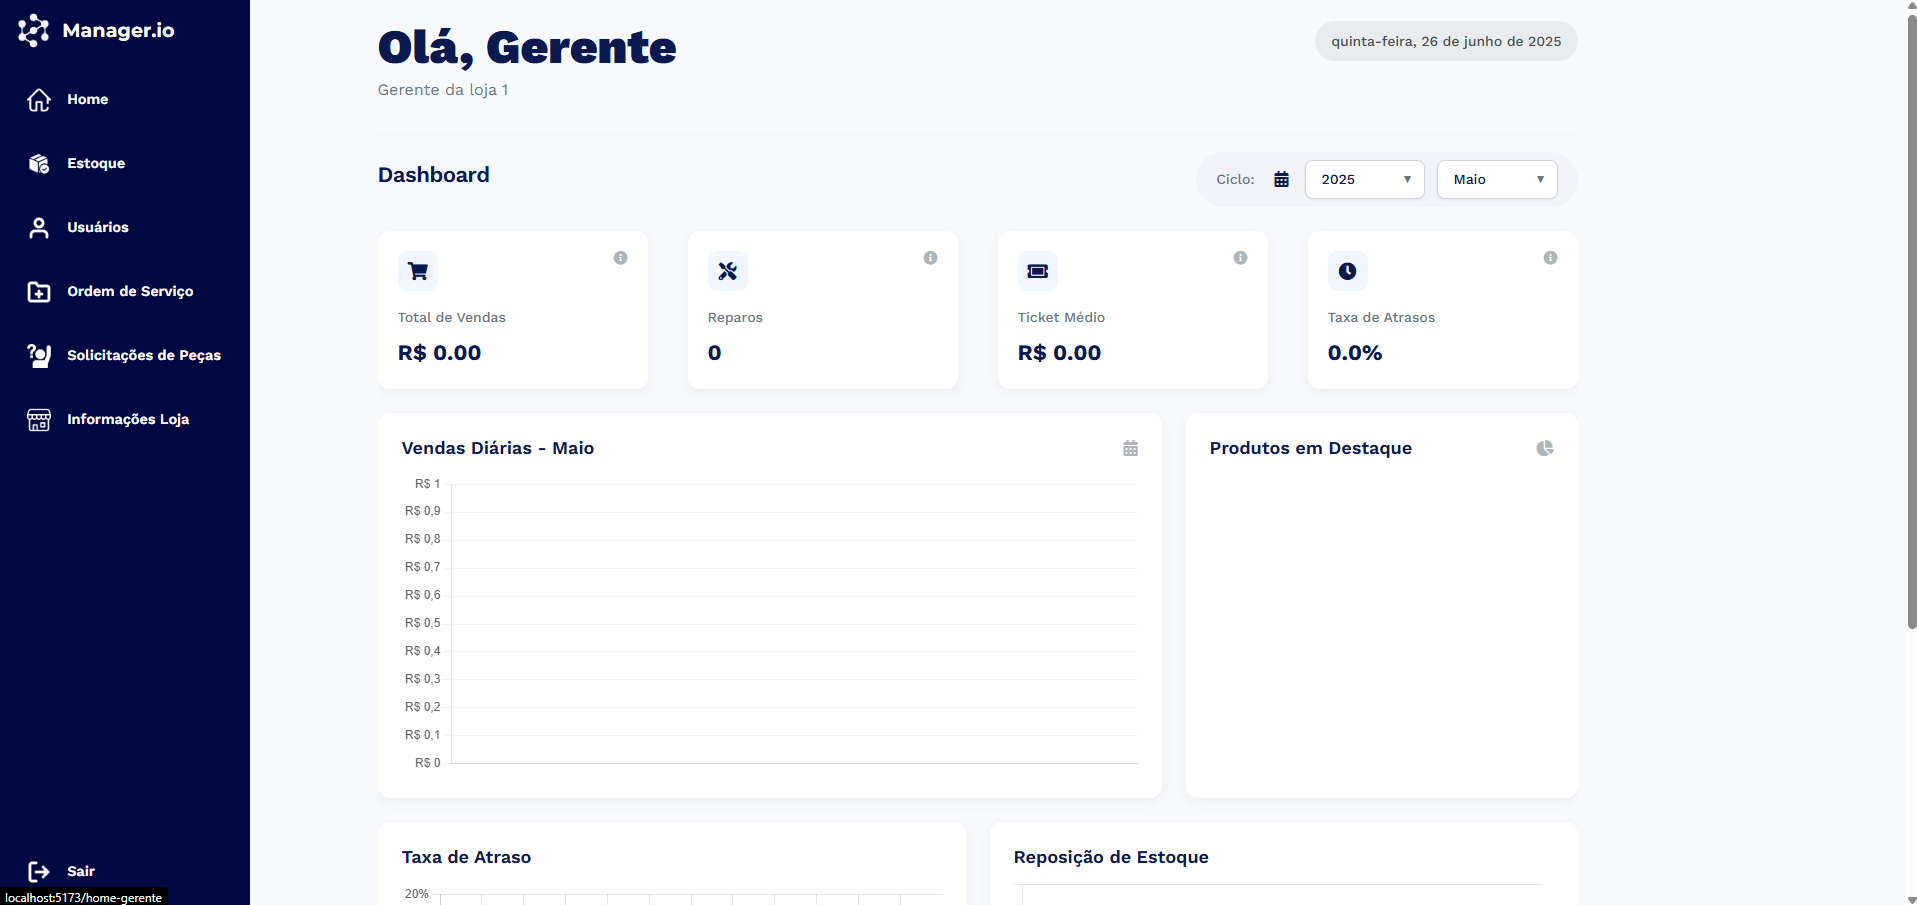 Manager.io
Home
Estoque
Usuários
Ordem de Serviço
Solicitações de Peças
Informações Loja
Sair
localhost:5173/home-gerente
Olá, Gerente
Gerente da loja 1
quinta-feira, 26 de junho de 2025
Dashboard
Ciclo:
2025
Maio
Total de Vendas
R$ 0.00
Reparos
0
Ticket Médio
R$ 0.00
Taxa de Atrasos
0.0%
Vendas Diárias - Maio
R$ 1
R$ 0,9
R$ 0,8
R$ 0,7
R$ 0,6
R$ 0,5
R$ 0,4
R$ 0,3
R$ 0,2
R$ 0,1
R$ 0
Produtos em Destaque
Taxa de Atraso
20%
Reposição de Estoque